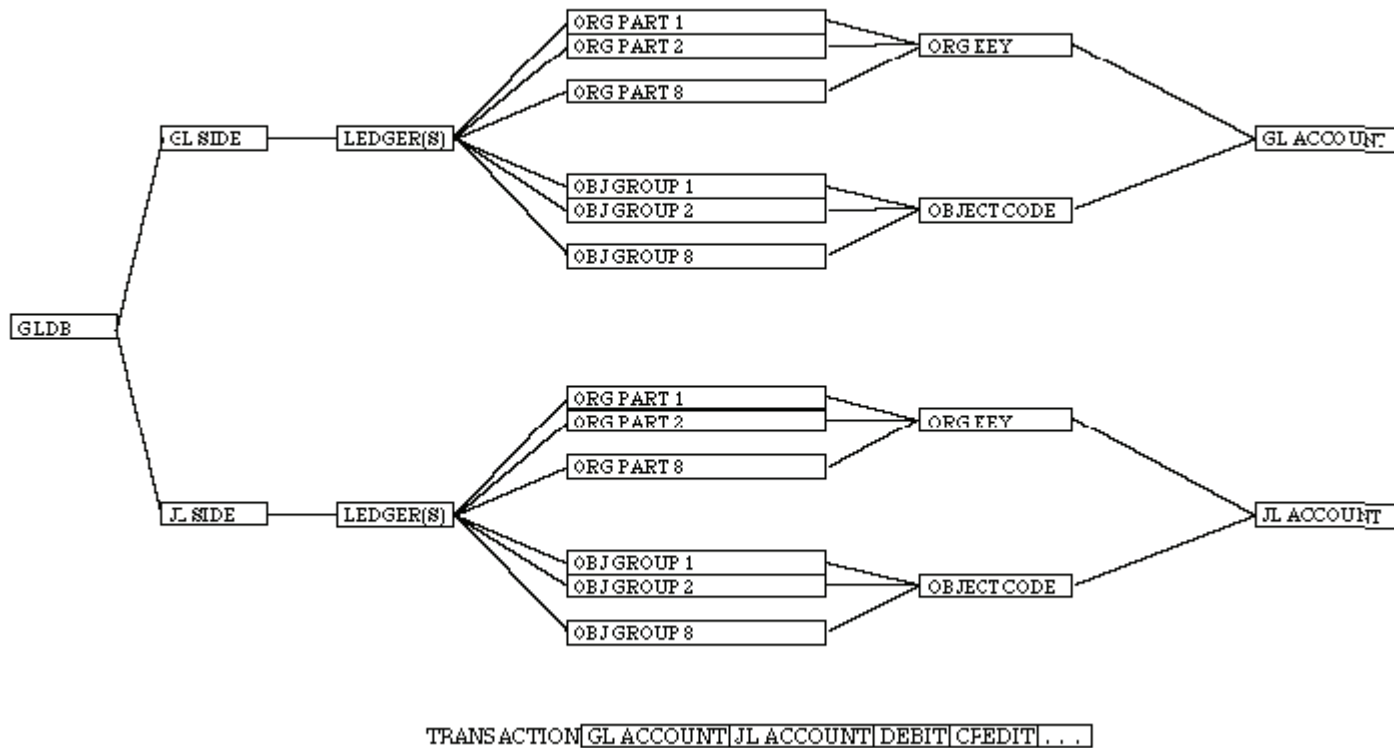 ORG PART 1
ORG PART 2
ORG KEY
ORG PART 8
GL SIDE
LEDGER(S)
GL ACCOUNT
OBJ GROUP 1
OBJ GROUP 2
OBJECT CODE
OBJ GROUP 8
GLDB
ORG PART 1
ORG PART 2
ORG KEY
ORG PART 8
JL SIDE
LEDGER(S)
JL ACCOUNT
OBJ GROUP 1
OBJ GROUP 2
OBJECT CODE
OBJ GROUP 8
TRANSACTION GL ACCOUNT JL ACCOUNT DEBIT CREDIT . . .